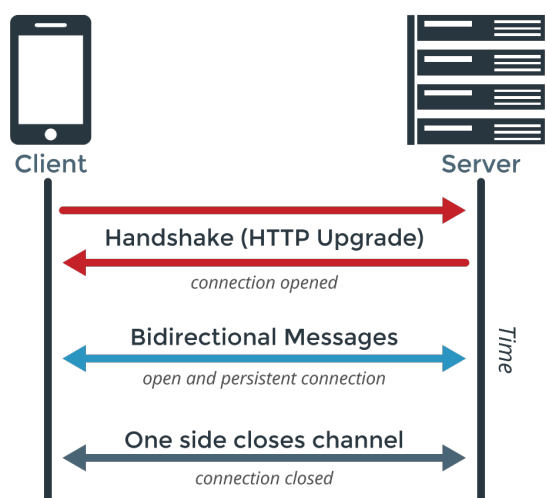 Client
Server
Handshake (HTTP Upgrade)
connection opened
Bidirectional Messages
open and persistent connection
Time
One side closes channel
connection closed